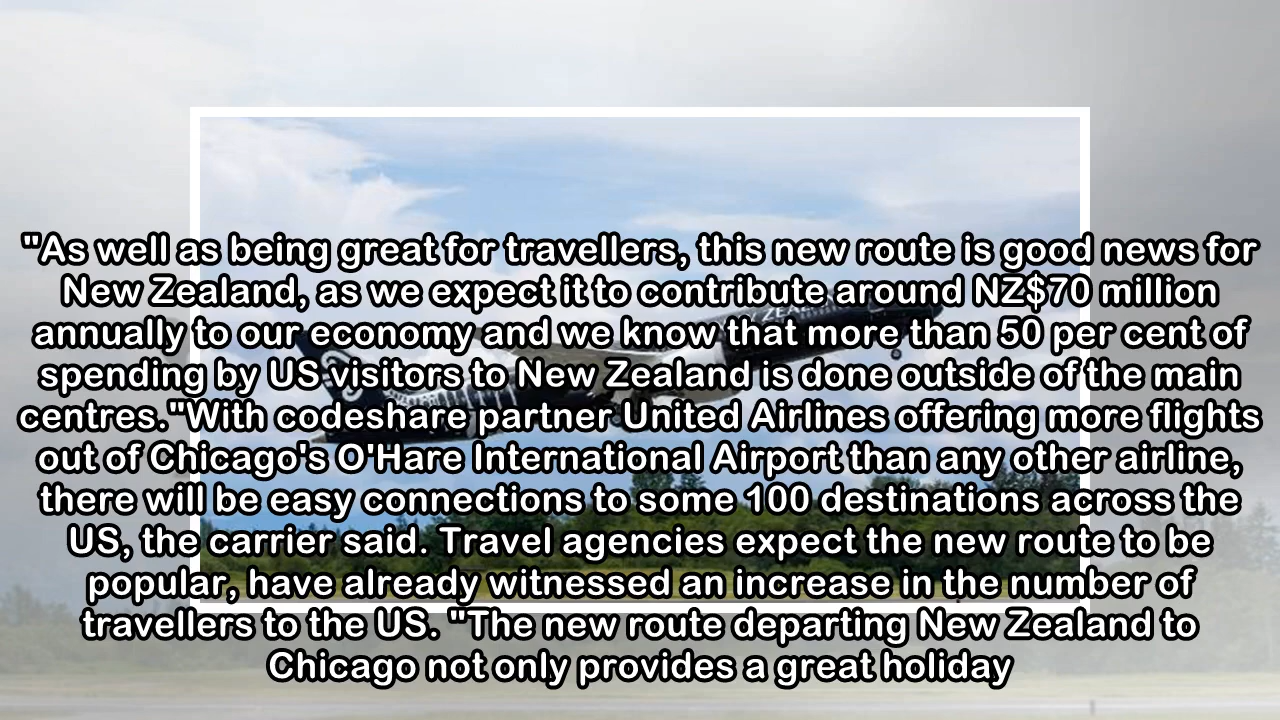 "As well as being great for travellers, this new route is good news for
New Zealand, as we expect it to contribute around NZ$70 million
annually to our economy and we know that more than 50 per cent of
spending by US visitors to New Zealand is done outside of the main
centres."With codeshare partner United Airlines offering more flights
out of Chicago's O'Hare International Airport than any other airline,
there will be easy connections to some 100 destinations across the
US, the carrier said. Travel agencies expect the new route to be
popular, have already witnessed an increase in the number of
travellers to the US. "The new route departing New Zealand to
Chicago not only provides a great holiday